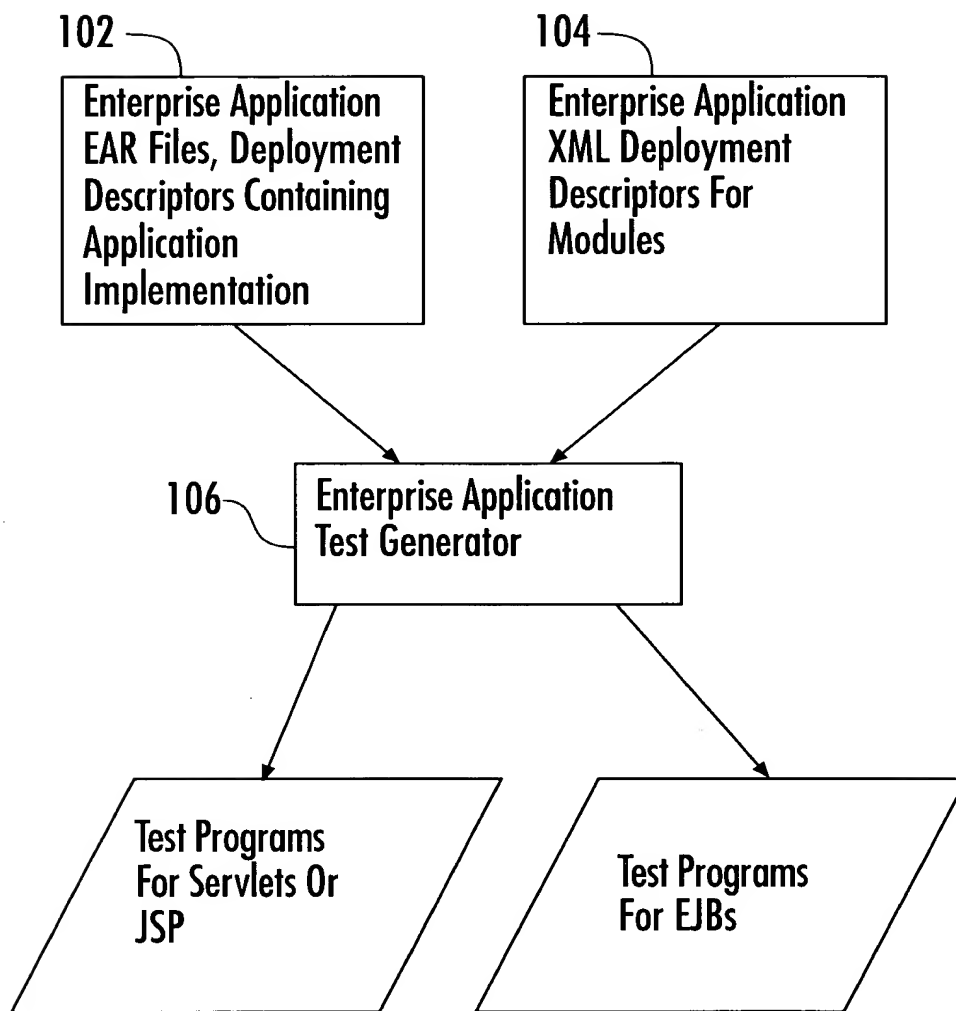 102
104
Enterprise Application
EAR Files, Deployment
Descriptors Containing
Application
Implementation
Enterprise Application
XML Deployment
Descriptors For
Modules
106
Enterprise Application
Test Generator
Test Programs
For Servlets Or
JSP
Test Programs
For EJBs